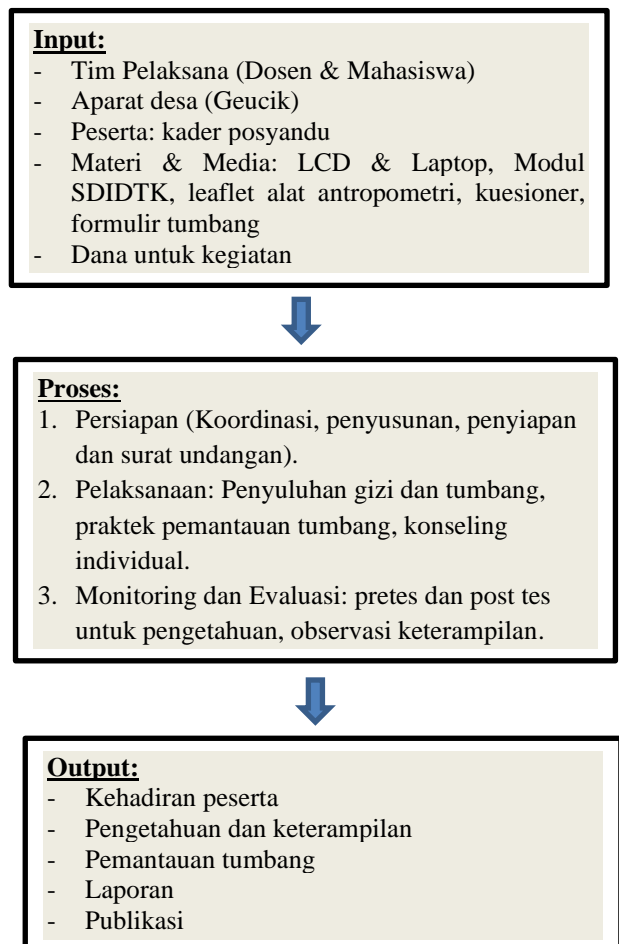 Input:
- Tim Pelaksana (Dosen & Mahasiswa)
- Aparat desa (Geucik)
- Peserta: kader posyandu
- Materi & Media: LCD & Laptop, Modul
SDIDTK, leaflet alat antropometri, kuesioner,
formulir tumbang
- Dana untuk kegiatan
Proses:
1. Persiapan (Koordinasi, penyusunan, penyiapan
dan surat undangan).
2. Pelaksanaan: Penyuluhan gizi dan tumbang,
praktek pemantauan tumbang, konseling
individual.
3. Monitoring dan Evaluasi: pretes dan post tes
untuk pengetahuan, observasi keterampilan.
Output:
- Kehadiran peserta
- Pengetahuan dan keterampilan
- Pemantauan tumbang
- Laporan
- Publikasi